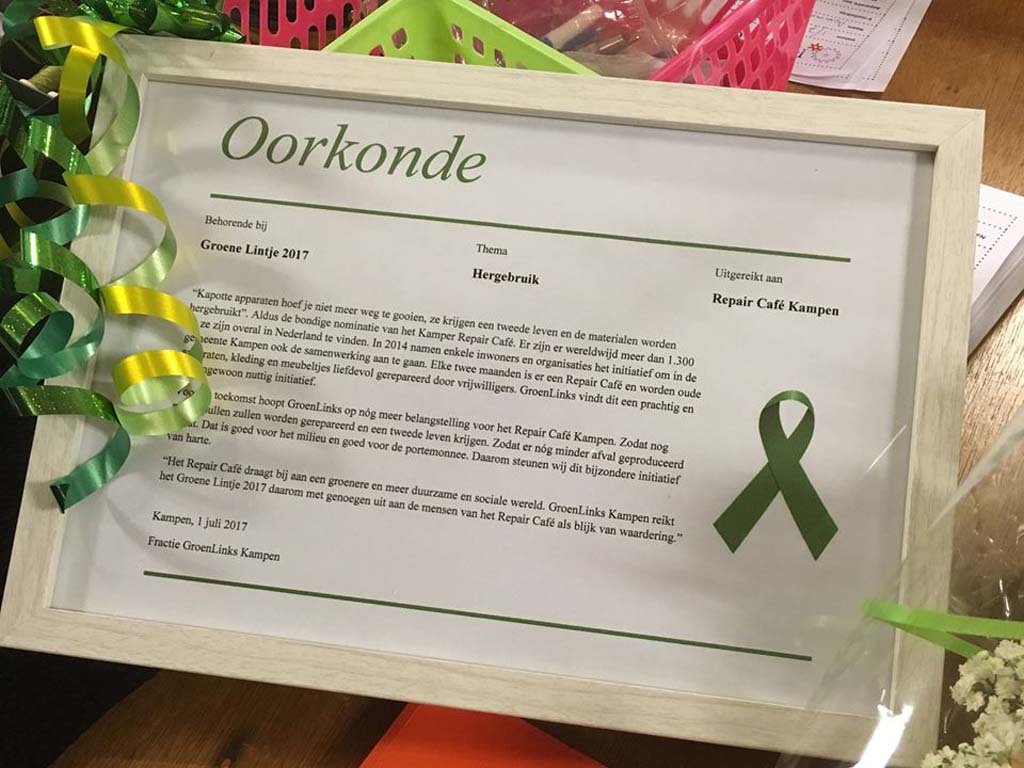 Oorkonde
Behorende bij
Groene Lintje 2017
Thema
Hergebruik
Uitgereikt aan
Repair Café Kampen
"Kapotte apparaten hoef je niet meer weg te gooien, ze krijgen een tweede leven en de materialen worden
hergebruikt". Aldus de bondige nominatie van het Kamper Repair Café. Er zijn er wereldwijd meer dan 1.300
ze zijn overal in Nederland te vinden. In 2014 namen enkele inwoners en organisaties het initiatief om in de
gemeente Kampen ook de samenwerking aan te gaan. Elke twee maanden is er een Repair Café en worden oude
raten, kleding en meubeltjes liefdevol gerepareerd door vrijwilligers. GroenLinks vindt dit een prachtig en
ngewoon nuttig initiatief.
toekomst hoopt GroenLinks op nóg meer belangstelling voor het Repair Café Kampen. Zodat nog
pullen zullen worden gerepareerd en een tweede leven krijgen. Zodat er nóg minder afval geproduceerd
Dat is goed voor het milieu en goed voor de portemonnee. Daarom steunen wij dit bijzondere initiatief
van harte.
"Het Repair Café draagt bij aan een groenere en meer duurzame en sociale wereld. GroenLinks Kampen reikt
het Groene Lintje 2017 daarom met genoegen uit aan de mensen van het Repair Café als blijk van waardering."
Kampen, 1 juli 2017
Fractie GroenLinks Kampen